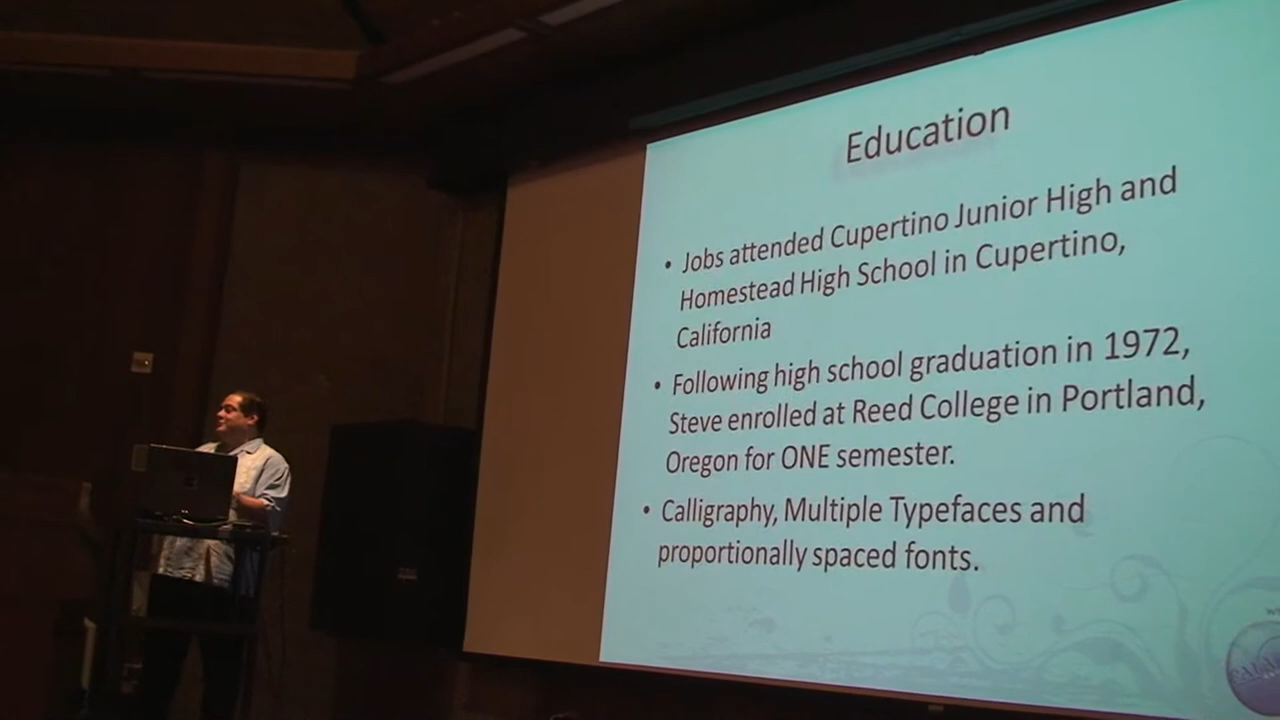 Education
• Jobs attended Cupertino Junior High and
Homestead High School in Cupertino,
California
• Following high school graduation in 1972,
Steve enrolled at Reed College in Portland,
Oregon for ONE semester.
• Calligraphy, Multiple Typefaces and
proportionally spaced fonts.